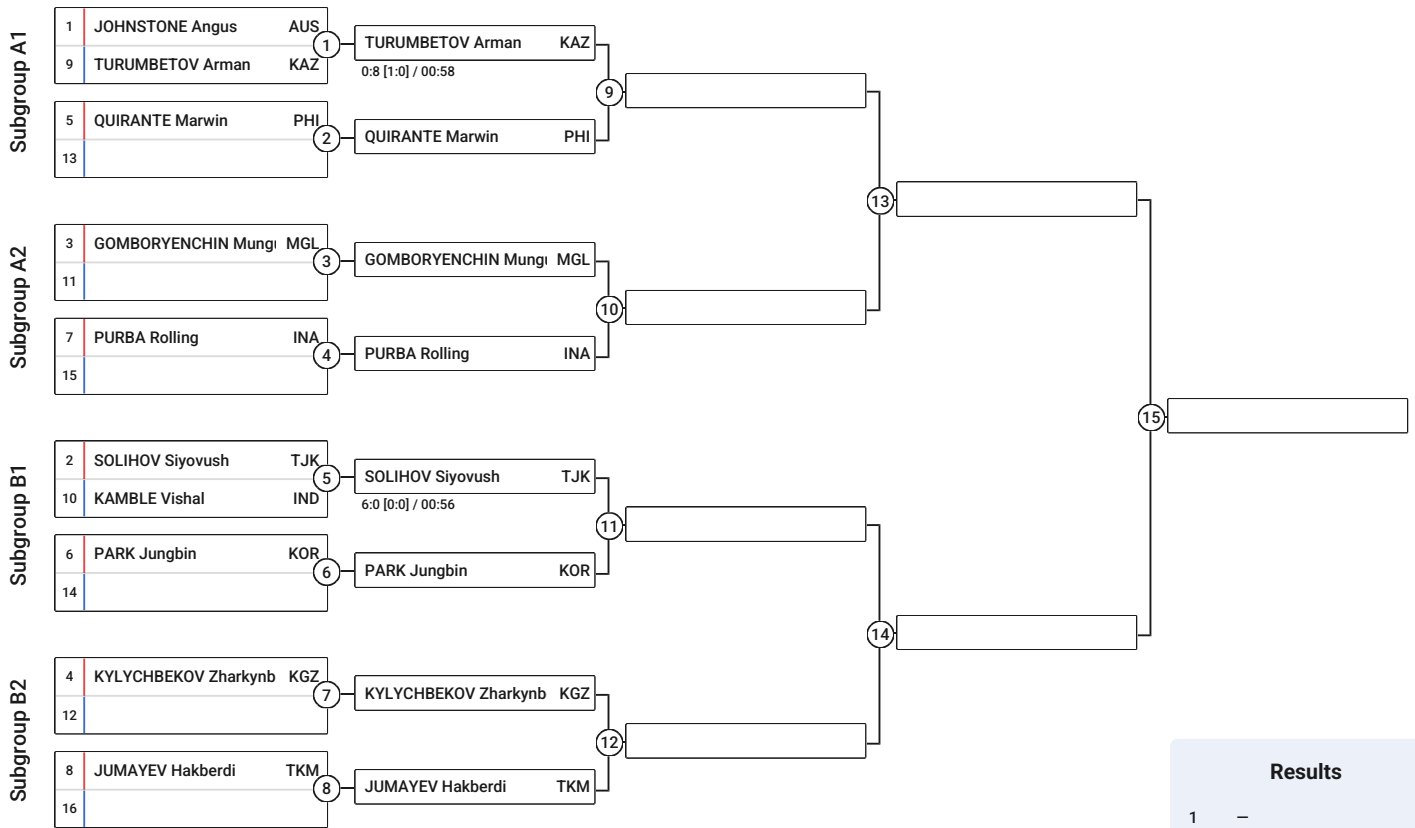 Subgroup A1
1 JOHNSTONE Angus AUS
9 TURUMBETOV Arman KAZ
1
TURUMBETOV Arman KAZ
0:8 [1:0] / 00:58
5 QUIRANTE Marwin PHI
13
2
QUIRANTE Marwin PHI
9
Subgroup A2
3 GOMBORYENCHIN Mung MGL
11
3
GOMBORYENCHIN Mung MGL
7 PURBA Rolling INA
15
4
PURBA Rolling INA
10
13
Subgroup B1
2 SOLIHOV Siyovush TJK
10 KAMBLE Vishal IND
5
SOLIHOV Siyovush TJK
6:0 [0:0] / 00:56
6 PARK Jungbin KOR
14
6
PARK Jungbin KOR
11
Subgroup B2
4 KYLYCHBEKOV Zharkynb KGZ
12
7
KYLYCHBEKOV Zharkynb KGZ
8 JUMAYEV Hakberdi TKM
16
8
JUMAYEV Hakberdi TKM
12
14
15
Results
1 –